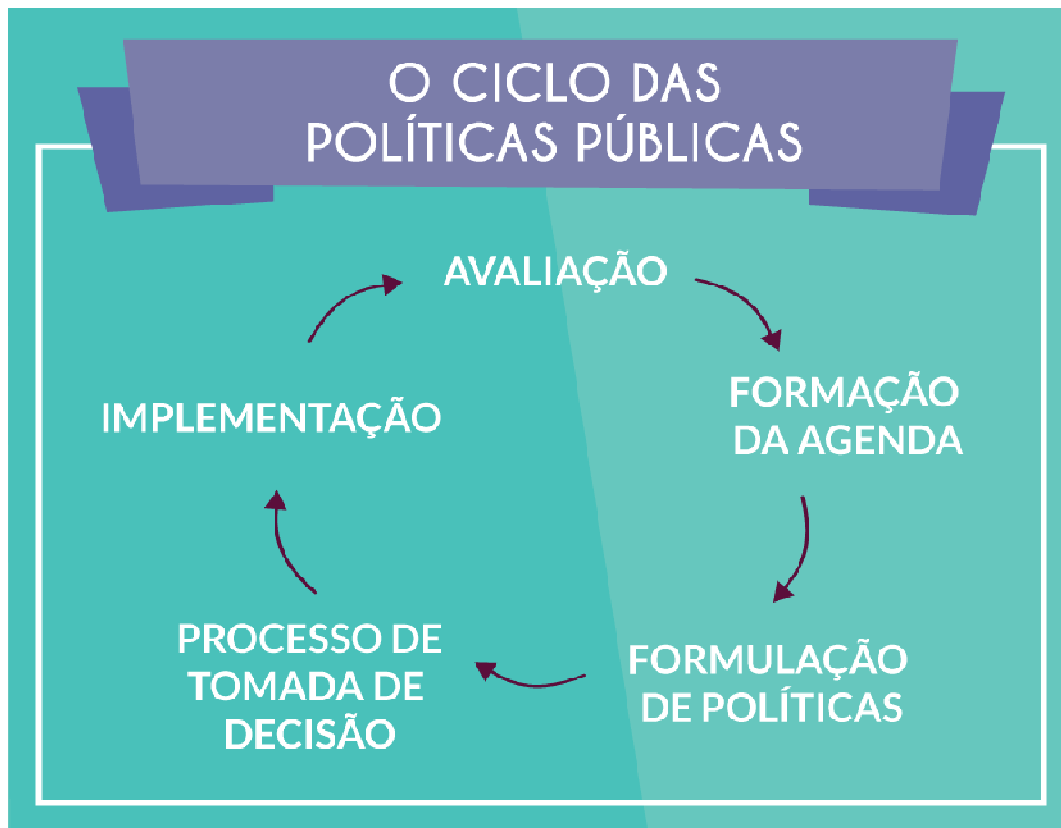 O CICLO DAS
POLÍTICAS PÚBLICAS
AVALIAÇÃO
FORMAÇÃO
DA AGENDA
FORMULAÇÃO
DE POLÍTICAS
PROCESSO DE
TOMADA DE
DECISÃO
IMPLEMENTAÇÃO